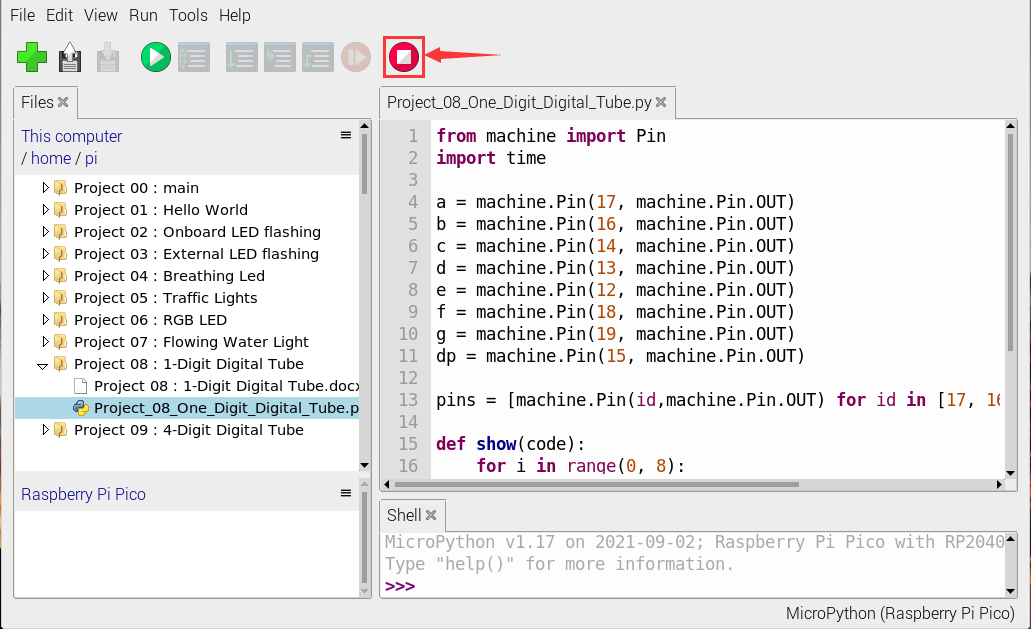 File Edit View Run Tools Help
Files
This computer
/ home / pi
Project 00 : main
Project 01 : Hello World
Project 02 : Onboard LED flashing
Project 03 : External LED flashing
Project 04 : Breathing Led
Project 05 : Traffic Lights
Project 06 : RGB LED
Project 07 : Flowing Water Light
Project 08 : 1-Digit Digital Tube
Project 08 : 1-Digit Digital Tube.docx
Project_08_One_Digit_Digital_Tube.p
Project 09 : 4-Digit Digital Tube
Raspberry Pi Pico
Project_08_One_Digit_Digital_Tube.py
1 from machine import Pin
2 import time
3
4 a = machine.Pin(17, machine.Pin.OUT)
5 b = machine.Pin(16, machine.Pin.OUT)
6 c = machine.Pin(14, machine.Pin.OUT)
7 d = machine.Pin(13, machine.Pin.OUT)
8 e = machine.Pin(12, machine.Pin.OUT)
9 f = machine.Pin(18, machine.Pin.OUT)
10 g = machine.Pin(19, machine.Pin.OUT)
11 dp = machine.Pin(15, machine.Pin.OUT)
12
13 pins = [machine.Pin(id,machine.Pin.OUT) for id in [17, 16
14
15 def show(code):
16 for i in range(0, 8):
Shell
MicroPython v1.17 on 2021-09-02; Raspberry Pi Pico with RP2040
Type "help()" for more information.
>>>
MicroPython (Raspberry Pi Pico)